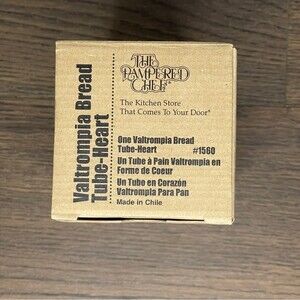 Valtrompia Bread
Tube-Heart
THE
PAMPERED
CHEF®
The Kitchen Store
That Comes To Your Door®
One Valtrompia Bread
Tube-Heart #1560
Un Tube à Pain Valtrompia en
Forme de Coeur
Un Tubo en Corazón
Valtrompia Para Pan
Made in Chile